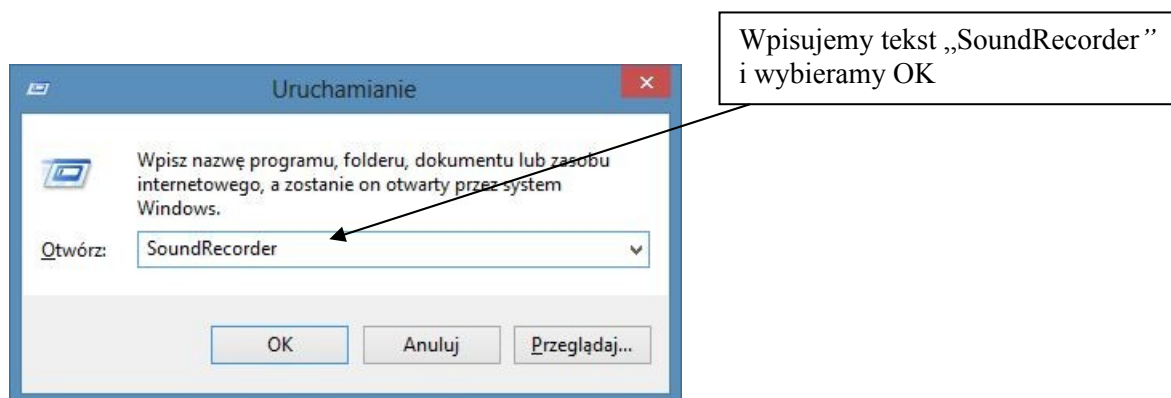 Wpisujemy tekst „SoundRecorder”
i wybieramy OK
Uruchamianie
Wpisz nazwę programu, folderu, dokumentu lub zasobu
internetowego, a zostanie on otwarty przez system
Windows.
Otwórz: SoundRecorder
OK Anuluj Przeglądaj...